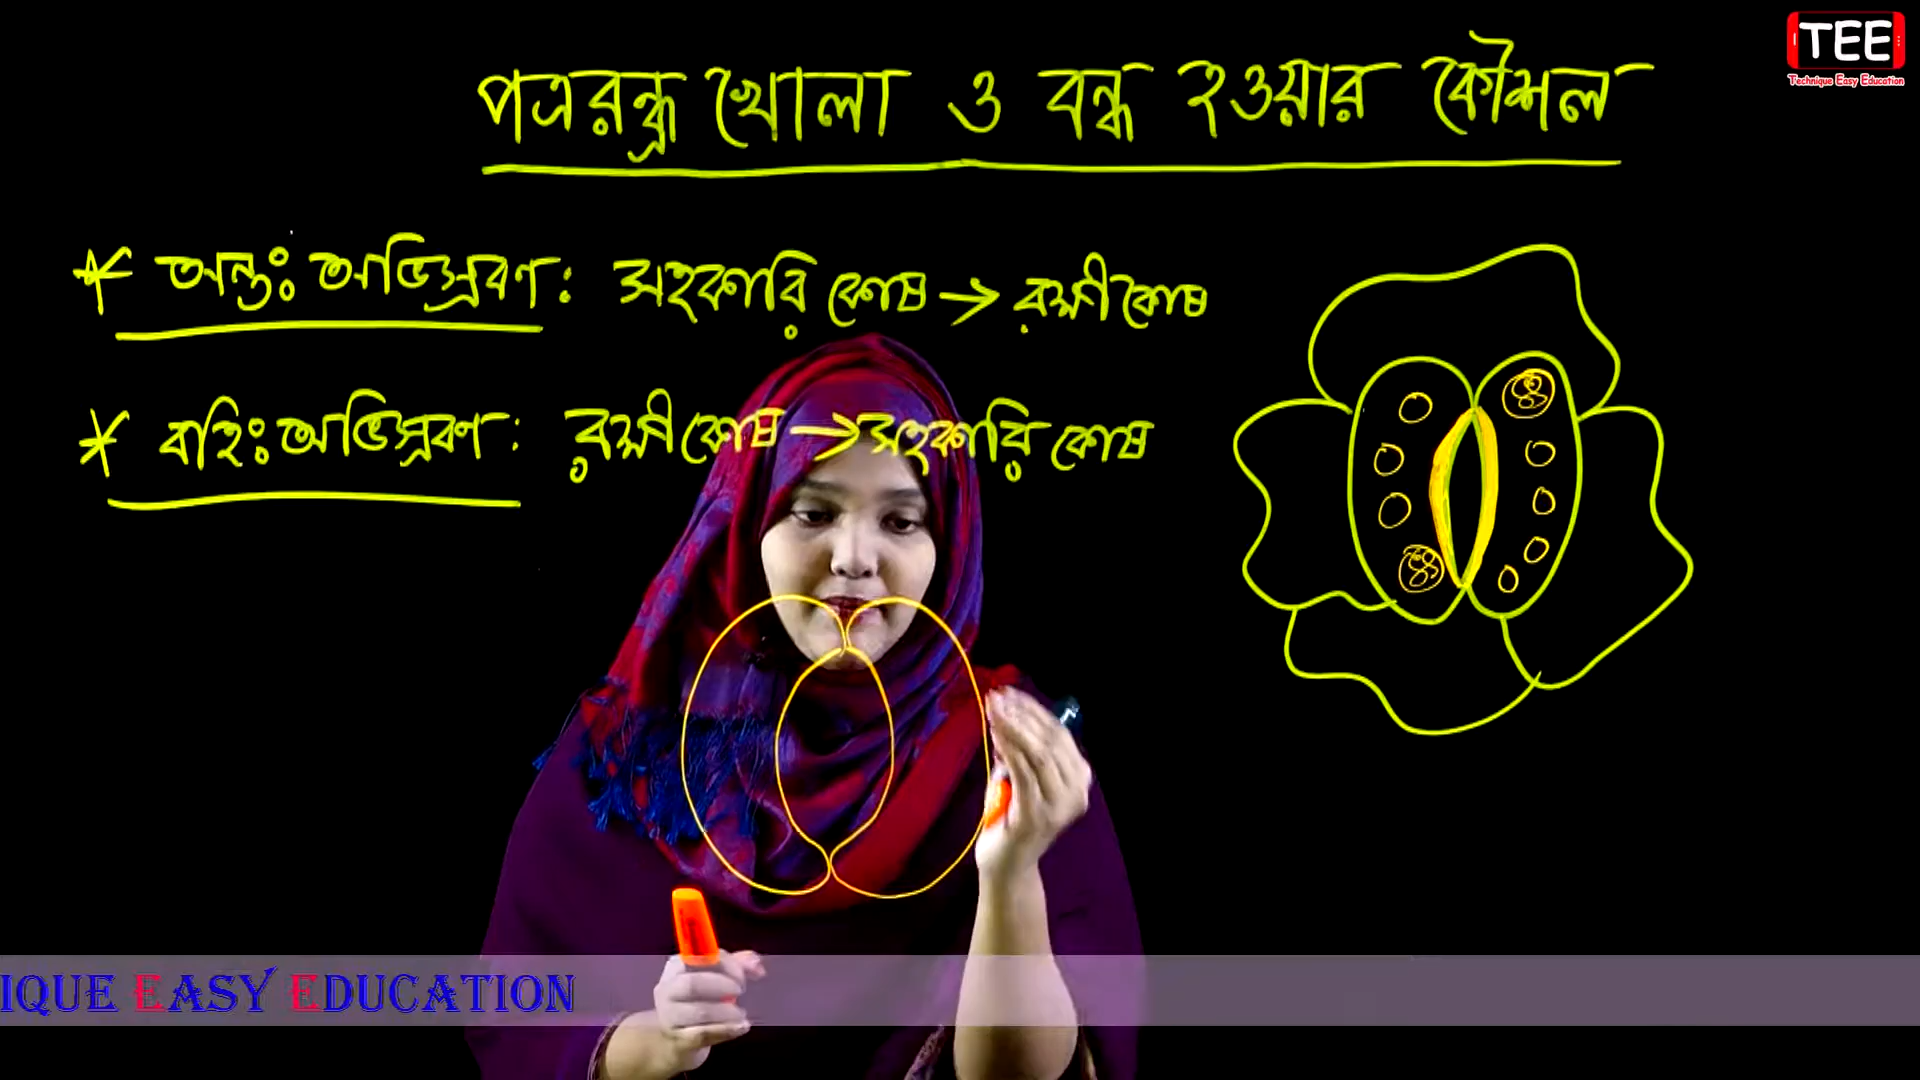 পত্ররন্ধ্র খোলা ও বন্ধ হওয়ার কৌশল
TEE
Technique Easy Education
* অন্তঃ অভিস্রবণ : সহকারি কোষ → রক্ষী কোষ
* বহিঃ অভিস্রবণ : রক্ষী কোষ → সহকারি কোষ
IQUE EASY EDUCATION